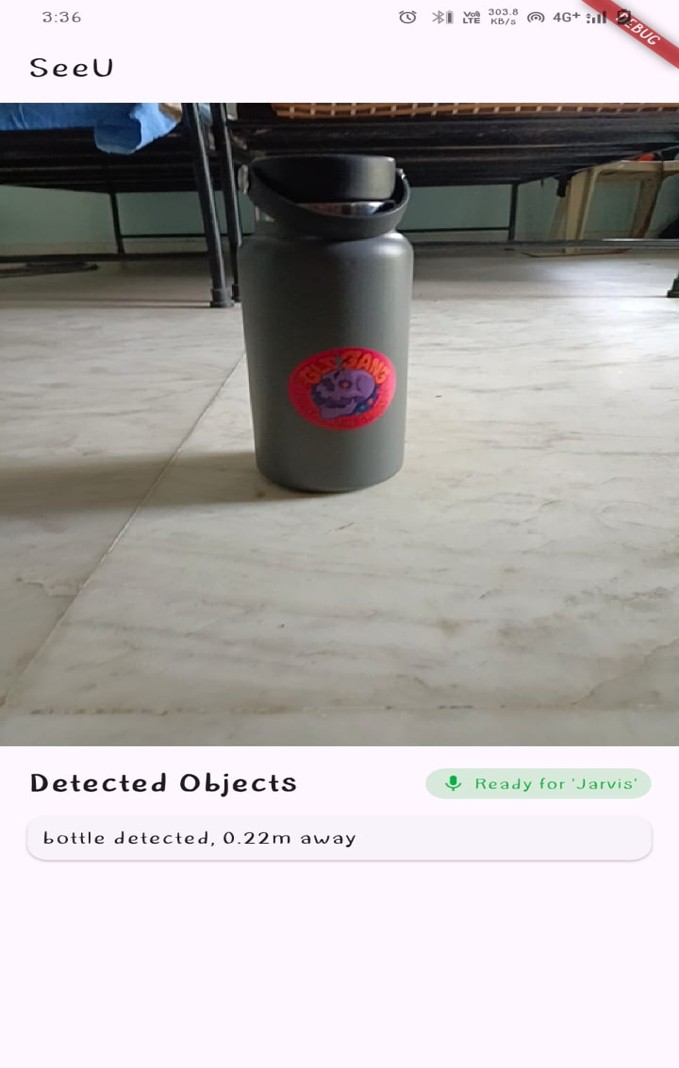 3:36
Vo) LTE
303.8 KB/s
4G+
DEBUG
SeeU
Detected Objects
Ready for 'Jarvis'
bottle detected, 0.22m away